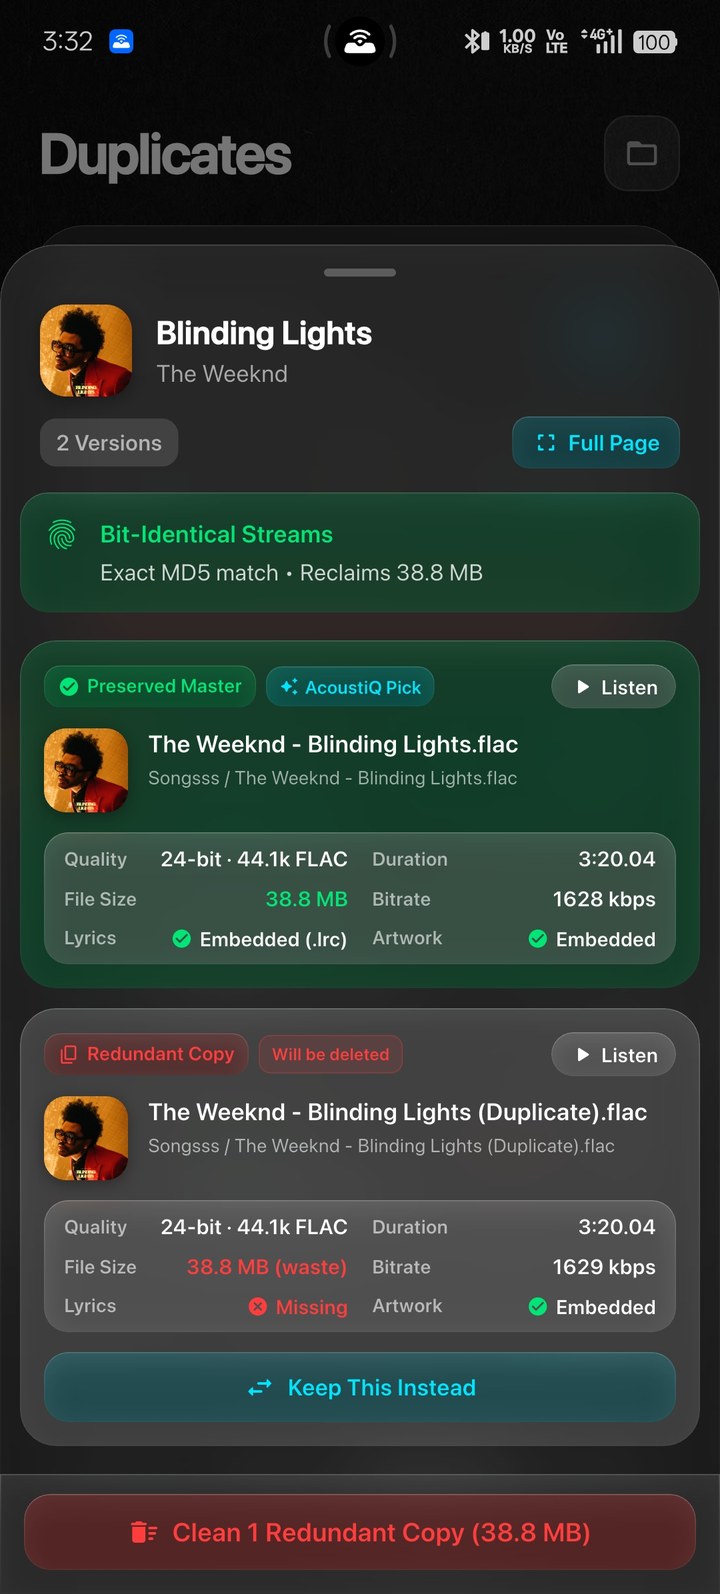 3:32
1.00 KB/S
Vo LTE
4G+
100
Duplicates
Blinding Lights
The Weeknd
2 Versions
Full Page
Bit-Identical Streams
Exact MD5 match • Reclaims 38.8 MB
Preserved Master
AcoustiQ Pick
Listen
The Weeknd - Blinding Lights.flac
Songsss / The Weeknd - Blinding Lights.flac
Quality 24-bit · 44.1k FLAC Duration 3:20.04
File Size 38.8 MB Bitrate 1628 kbps
Lyrics Embedded (.lrc) Artwork Embedded
Redundant Copy
Will be deleted
Listen
The Weeknd - Blinding Lights (Duplicate).flac
Songsss / The Weeknd - Blinding Lights (Duplicate).flac
Quality 24-bit · 44.1k FLAC Duration 3:20.04
File Size 38.8 MB (waste) Bitrate 1629 kbps
Lyrics Missing Artwork Embedded
Keep This Instead
Clean 1 Redundant Copy (38.8 MB)